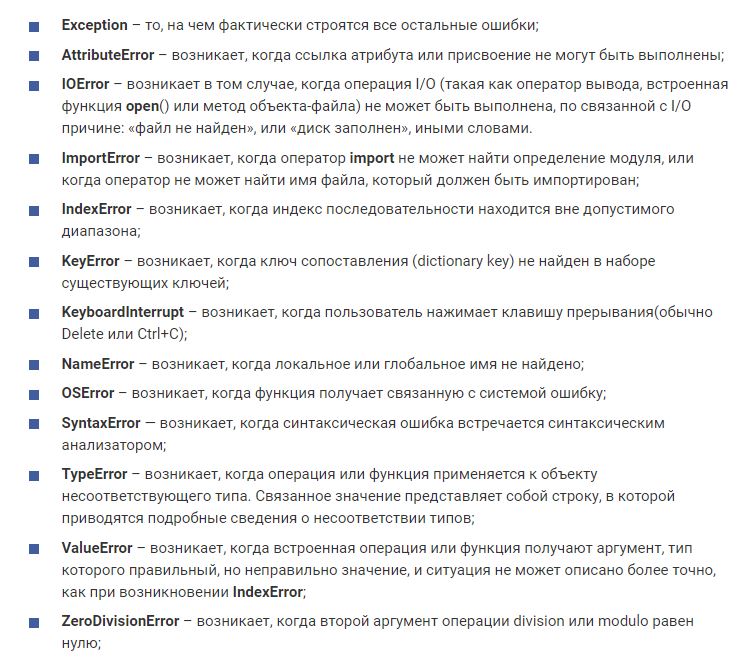 Exception – то, на чем фактически строятся все остальные ошибки;
AttributeError – возникает, когда ссылка атрибута или присвоение не могут быть выполнены;
IOError – возникает в том случае, когда операция I/O (такая как оператор вывода, встроенная
функция open() или метод объекта-файла) не может быть выполнена, по связанной с I/O
причине: «файл не найден», или «диск заполнен», иными словами.
ImportError – возникает, когда оператор import не может найти определение модуля, или
когда оператор не может найти имя файла, который должен быть импортирован;
IndexError – возникает, когда индекс последовательности находится вне допустимого
диапазона;
KeyError – возникает, когда ключ сопоставления (dictionary key) не найден в наборе
существующих ключей;
KeyboardInterrupt – возникает, когда пользователь нажимает клавишу прерывания(обычно
Delete или Ctrl+C);
NameError – возникает, когда локальное или глобальное имя не найдено;
OSError – возникает, когда функция получает связанную с системой ошибку;
SyntaxError — возникает, когда синтаксическая ошибка встречается синтаксическим
анализатором;
TypeError – возникает, когда операция или функция применяется к объекту
несоответствующего типа. Связанное значение представляет собой строку, в которой
приводятся подробные сведения о несоответствии типов;
ValueError – возникает, когда встроенная операция или функция получают аргумент, тип
которого правильный, но неправильно значение, и ситуация не может описано более точно,
как при возникновении IndexError;
ZeroDivisionError – возникает, когда второй аргумент операции division или modulo равен
нулю;